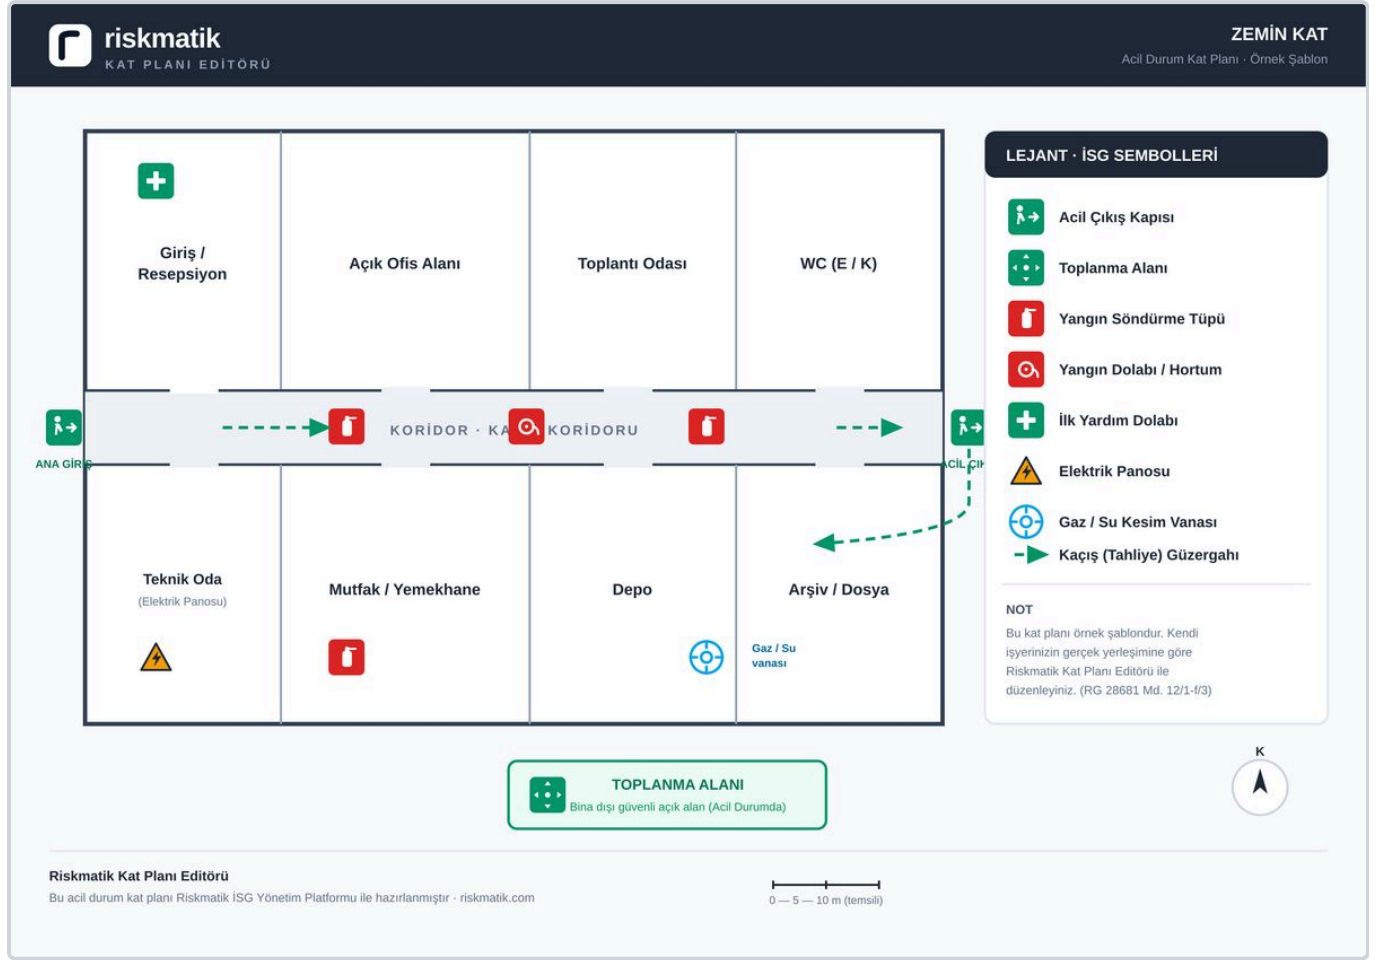 riskmatik
KAT PLANI EDİTÖRÜ
ZEMİN KAT
Acil Durum Kat Planı · Örnek Şablon
Giriş /
Resepsiyon
Açık Ofis Alanı
Toplantı Odası
WC (E / K)
KORİDOR · KA KORİDORU
ANA GİRİŞ
ACİL ÇIK
Teknik Oda
(Elektrik Panosu)
Mutfak / Yemekhane
Depo
Arşiv / Dosya
Gaz / Su
vanası
LEJANT · İSG SEMBOLLERİ
Acil Çıkış Kapısı
Toplanma Alanı
Yangın Söndürme Tüpü
Yangın Dolabı / Hortum
İlk Yardım Dolabı
Elektrik Panosu
Gaz / Su Kesim Vanası
Kaçış (Tahliye) Güzergahı
NOT
Bu kat planı örnek şablondur. Kendi
işyerinizin gerçek yerleşimine göre
Riskmatik Kat Planı Editörü ile
düzenleyiniz. (RG 28681 Md. 12/1-f/3)
K
TOPLANMA ALANI
Bina dışı güvenli açık alan (Acil Durumda)
Riskmatik Kat Planı Editörü
Bu acil durum kat planı Riskmatik İSG Yönetim Platformu ile hazırlanmıştır · riskmatik.com
0 — 5 — 10 m (temsili)